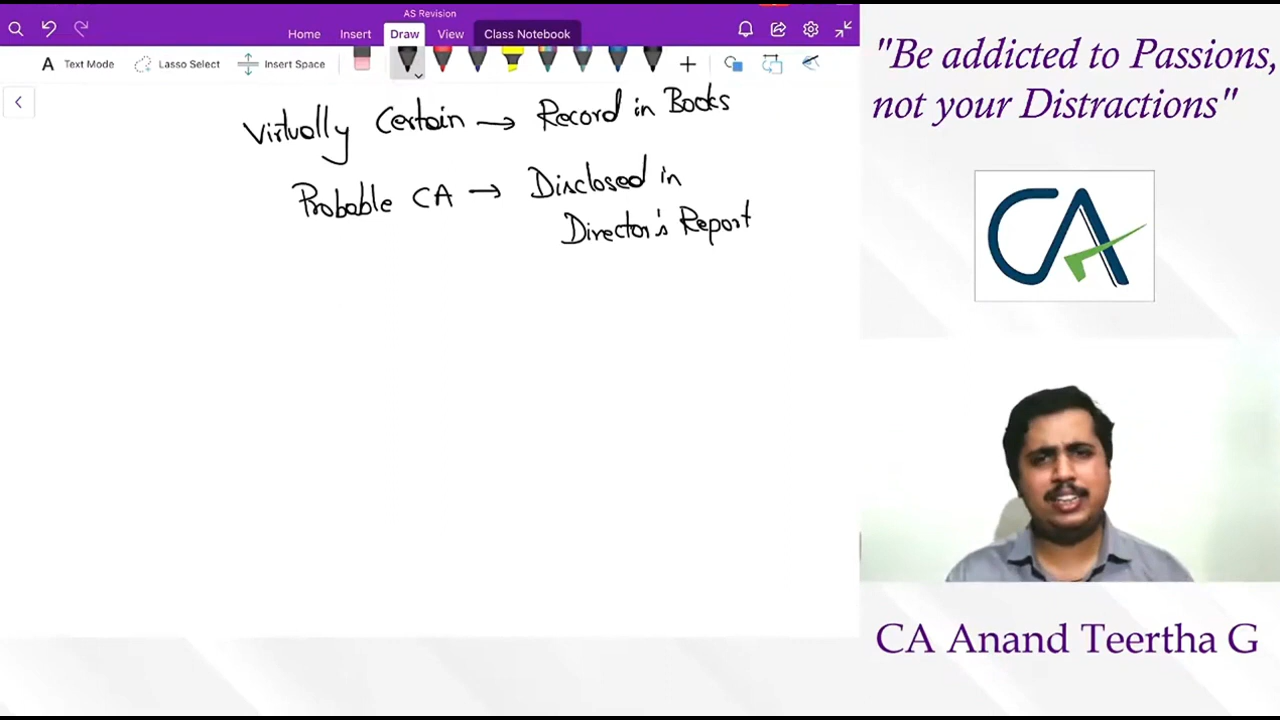 AS Revision
Home Insert Draw View Class Notebook
A Text Mode Lasso Select Insert Space
Virtually Certain → Record in Books
Probable CA → Disclosed in
Director's Report
"Be addicted to Passions,
not your Distractions"
CA
CA Anand Teertha G